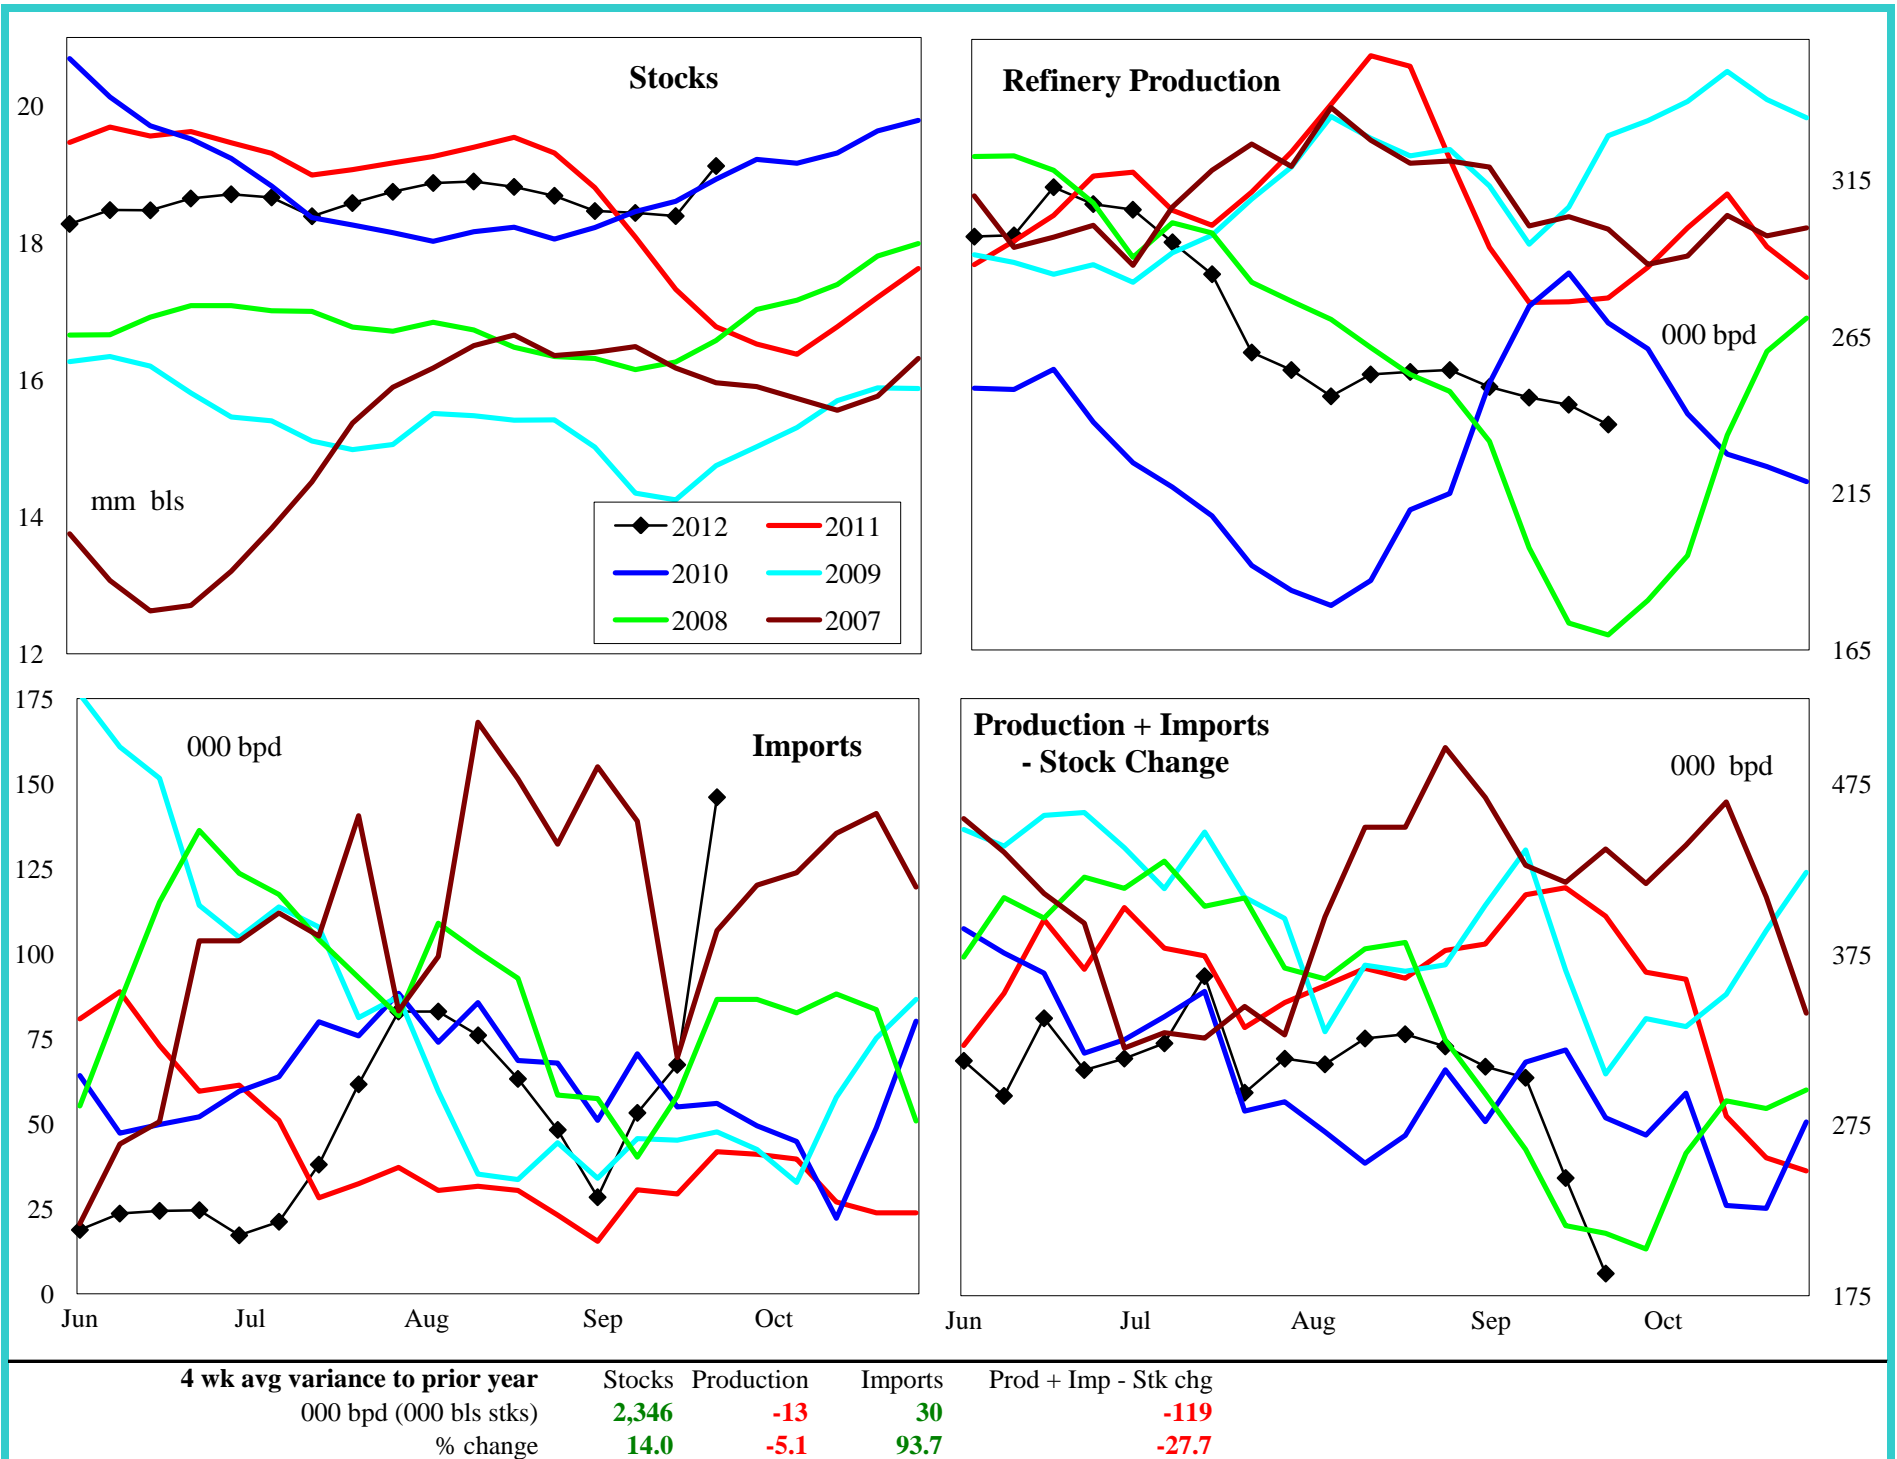 Stocks
20
18
16
14
12
mm bls
2012 2011
2010 2009
2008 2007
Refinery Production
315
000 bpd
265
215
165
175
150
125
100
75
50
25
0
000 bpd
Imports
Jun Jul Aug Sep Oct
Production + Imports
- Stock Change
000 bpd
475
375
275
175
Jun Jul Aug Sep Oct
4 wk avg variance to prior year Stocks Production Imports Prod + Imp - Stk chg
000 bpd (000 bls stks) 2,346 -13 30 -119
% change 14.0 -5.1 93.7 -27.7